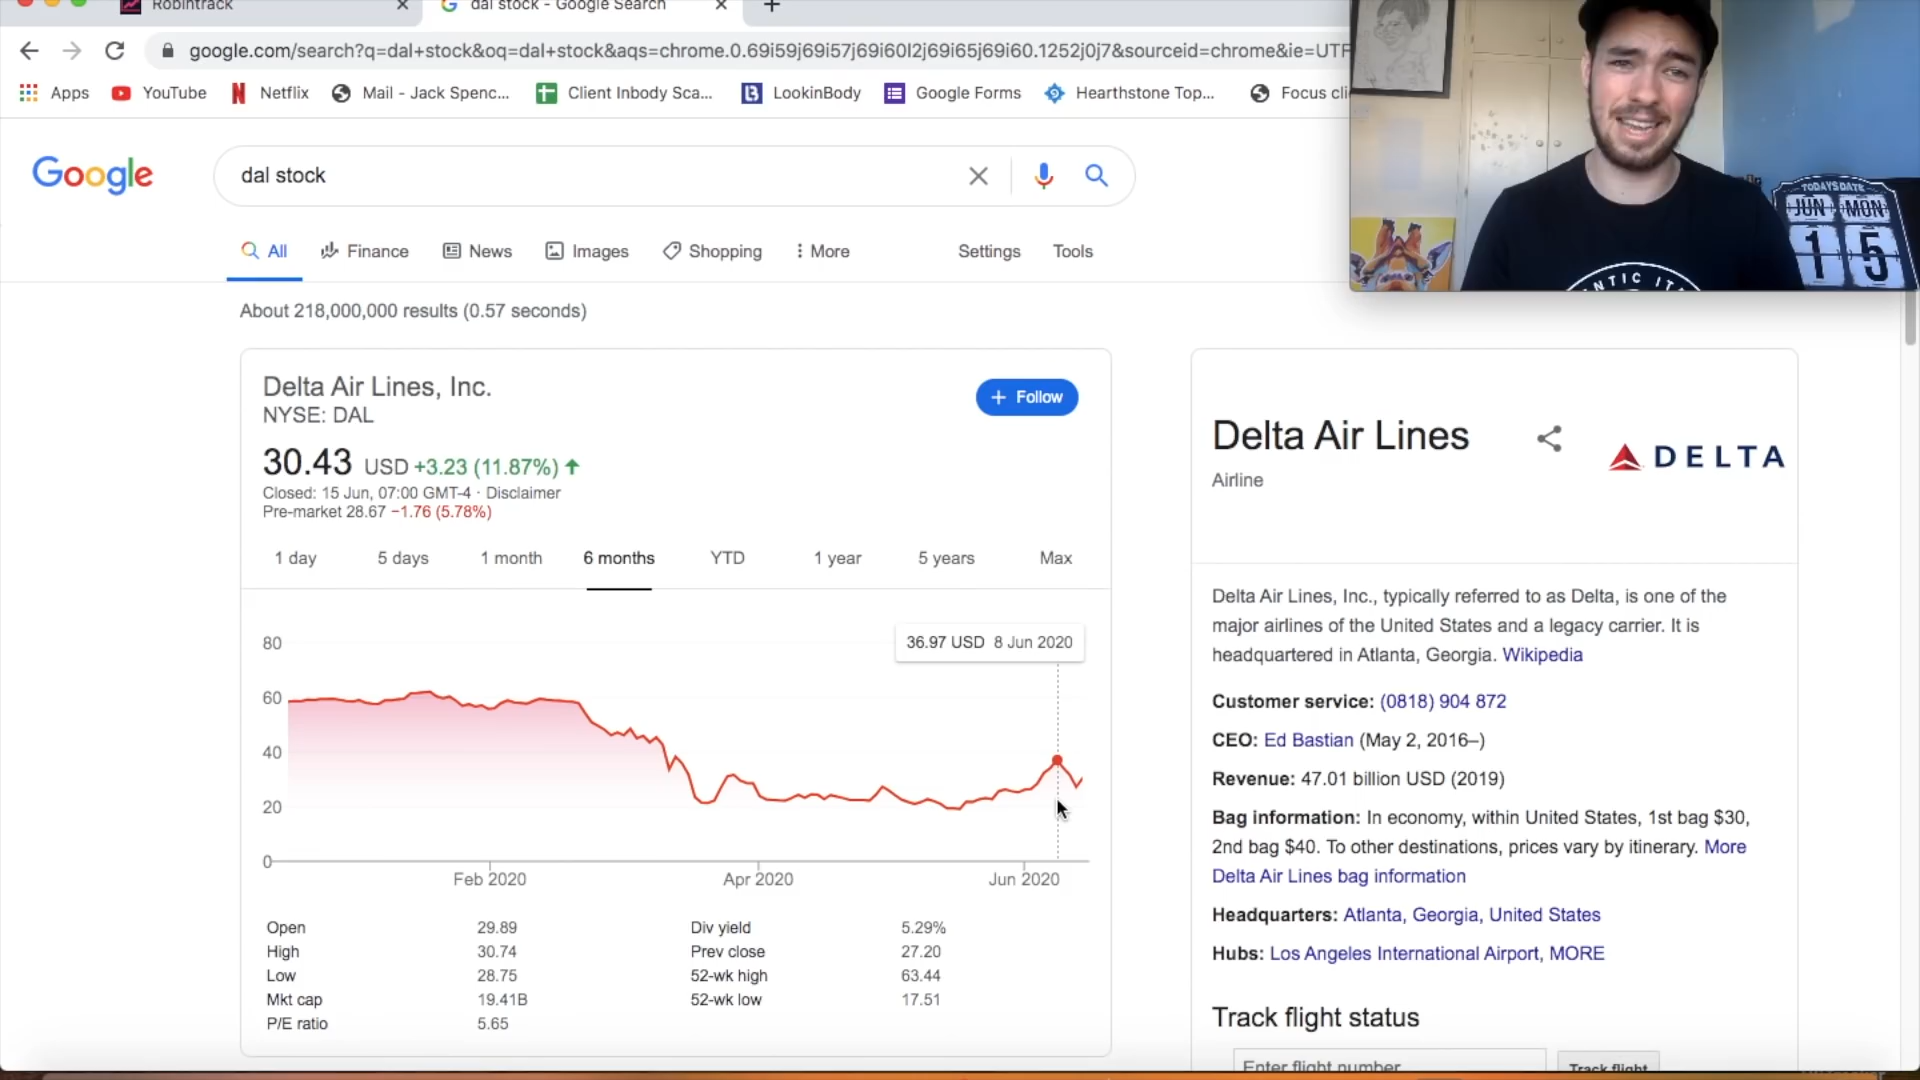 Robintrack
dal stock - Google Search
google.com/search?q=dal+stock&oq=dal+stock&aqs=chrome.0.69i59j69i57j69i60l2j69i65j69i60.1252j0j7&sourceid=chrome&ie=UTF
Apps YouTube Netflix Mail - Jack Spenc... Client Inbody Sca... LookinBody Google Forms Hearthstone Top... Focus cli
TODAYS DATE
JUN MON
1 5
NTIC IT
Google
dal stock
All Finance News Images Shopping More Settings Tools
About 218,000,000 results (0.57 seconds)
Delta Air Lines, Inc.
NYSE: DAL
Follow
30.43 USD +3.23 (11.87%)
Closed: 15 Jun, 07:00 GMT-4 · Disclaimer
Pre-market 28.67 −1.76 (5.78%)
1 day 5 days 1 month 6 months YTD 1 year 5 years Max
36.97 USD 8 Jun 2020
80
60
40
20
0
Feb 2020 Apr 2020 Jun 2020
Open 29.89 Div yield 5.29%
High 30.74 Prev close 27.20
Low 28.75 52-wk high 63.44
Mkt cap 19.41B 52-wk low 17.51
P/E ratio 5.65
Delta Air Lines
Airline
DELTA
Delta Air Lines, Inc., typically referred to as Delta, is one of the
major airlines of the United States and a legacy carrier. It is
headquartered in Atlanta, Georgia. Wikipedia
Customer service: (0818) 904 872
CEO: Ed Bastian (May 2, 2016–)
Revenue: 47.01 billion USD (2019)
Bag information: In economy, within United States, 1st bag $30,
2nd bag $40. To other destinations, prices vary by itinerary. More
Delta Air Lines bag information
Headquarters: Atlanta, Georgia, United States
Hubs: Los Angeles International Airport, MORE
Track flight status
Enter flight number Track flight